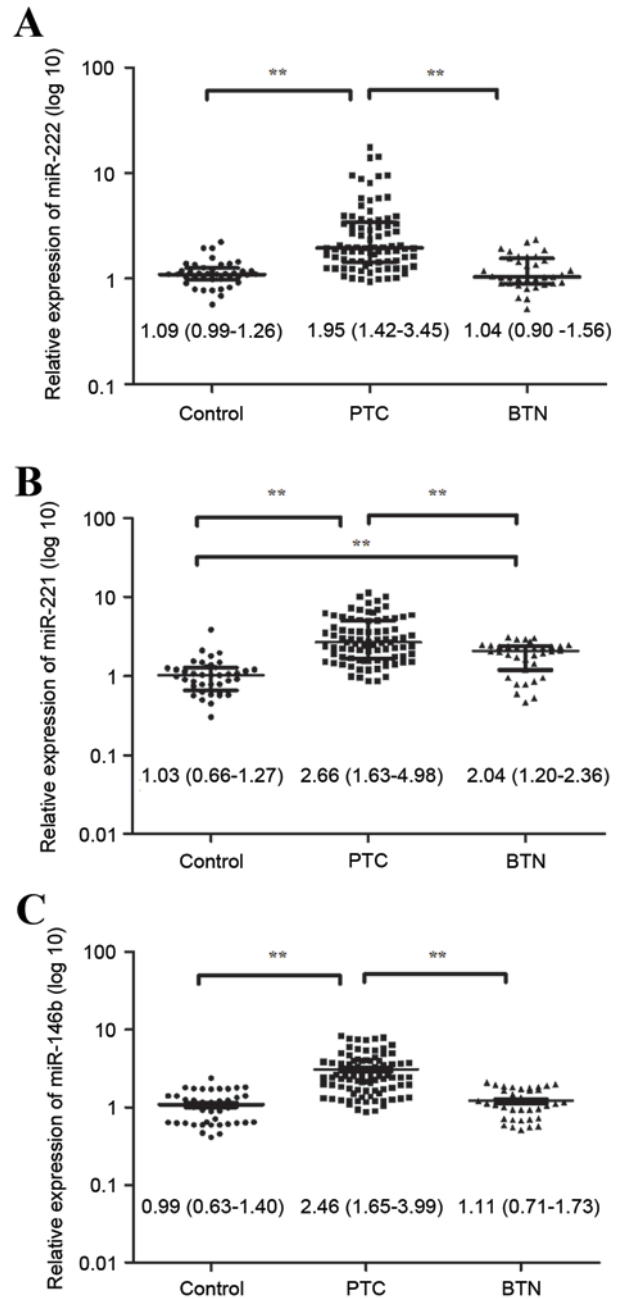 A
Relative expression of miR-222 (log 10)
100
10
1
0.1
** **
1.09 (0.99-1.26) 1.95 (1.42-3.45) 1.04 (0.90 -1.56)
Control PTC BTN
B
Relative expression of miR-221 (log 10)
100
10
1
0.1
0.01
** **
**
1.03 (0.66-1.27) 2.66 (1.63-4.98) 2.04 (1.20-2.36)
Control PTC BTN
C
Relative expression of miR-146b (log 10)
100
10
1
0.1
0.01
** **
0.99 (0.63-1.40) 2.46 (1.65-3.99) 1.11 (0.71-1.73)
Control PTC BTN